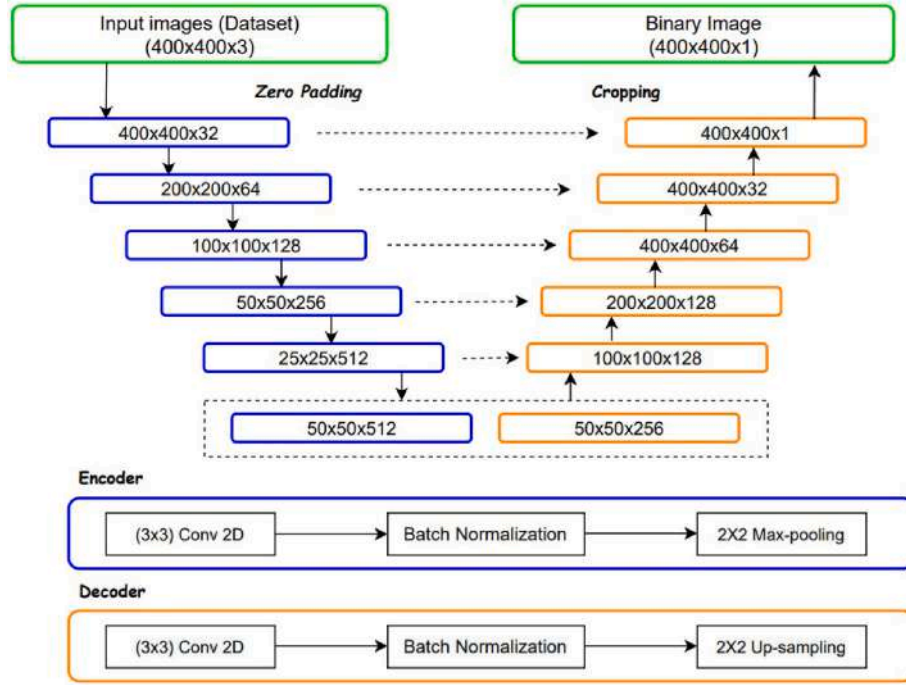 Input images (Dataset)
(400x400x3)
Binary Image
(400x400x1)
Zero Padding
Cropping
400x400x32
400x400x1
200x200x64
400x400x32
100x100x128
400x400x64
50x50x256
200x200x128
25x25x512
100x100x128
50x50x512
50x50x256
Encoder
(3x3) Conv 2D
Batch Normalization
2X2 Max-pooling
Decoder
(3x3) Conv 2D
Batch Normalization
2X2 Up-sampling